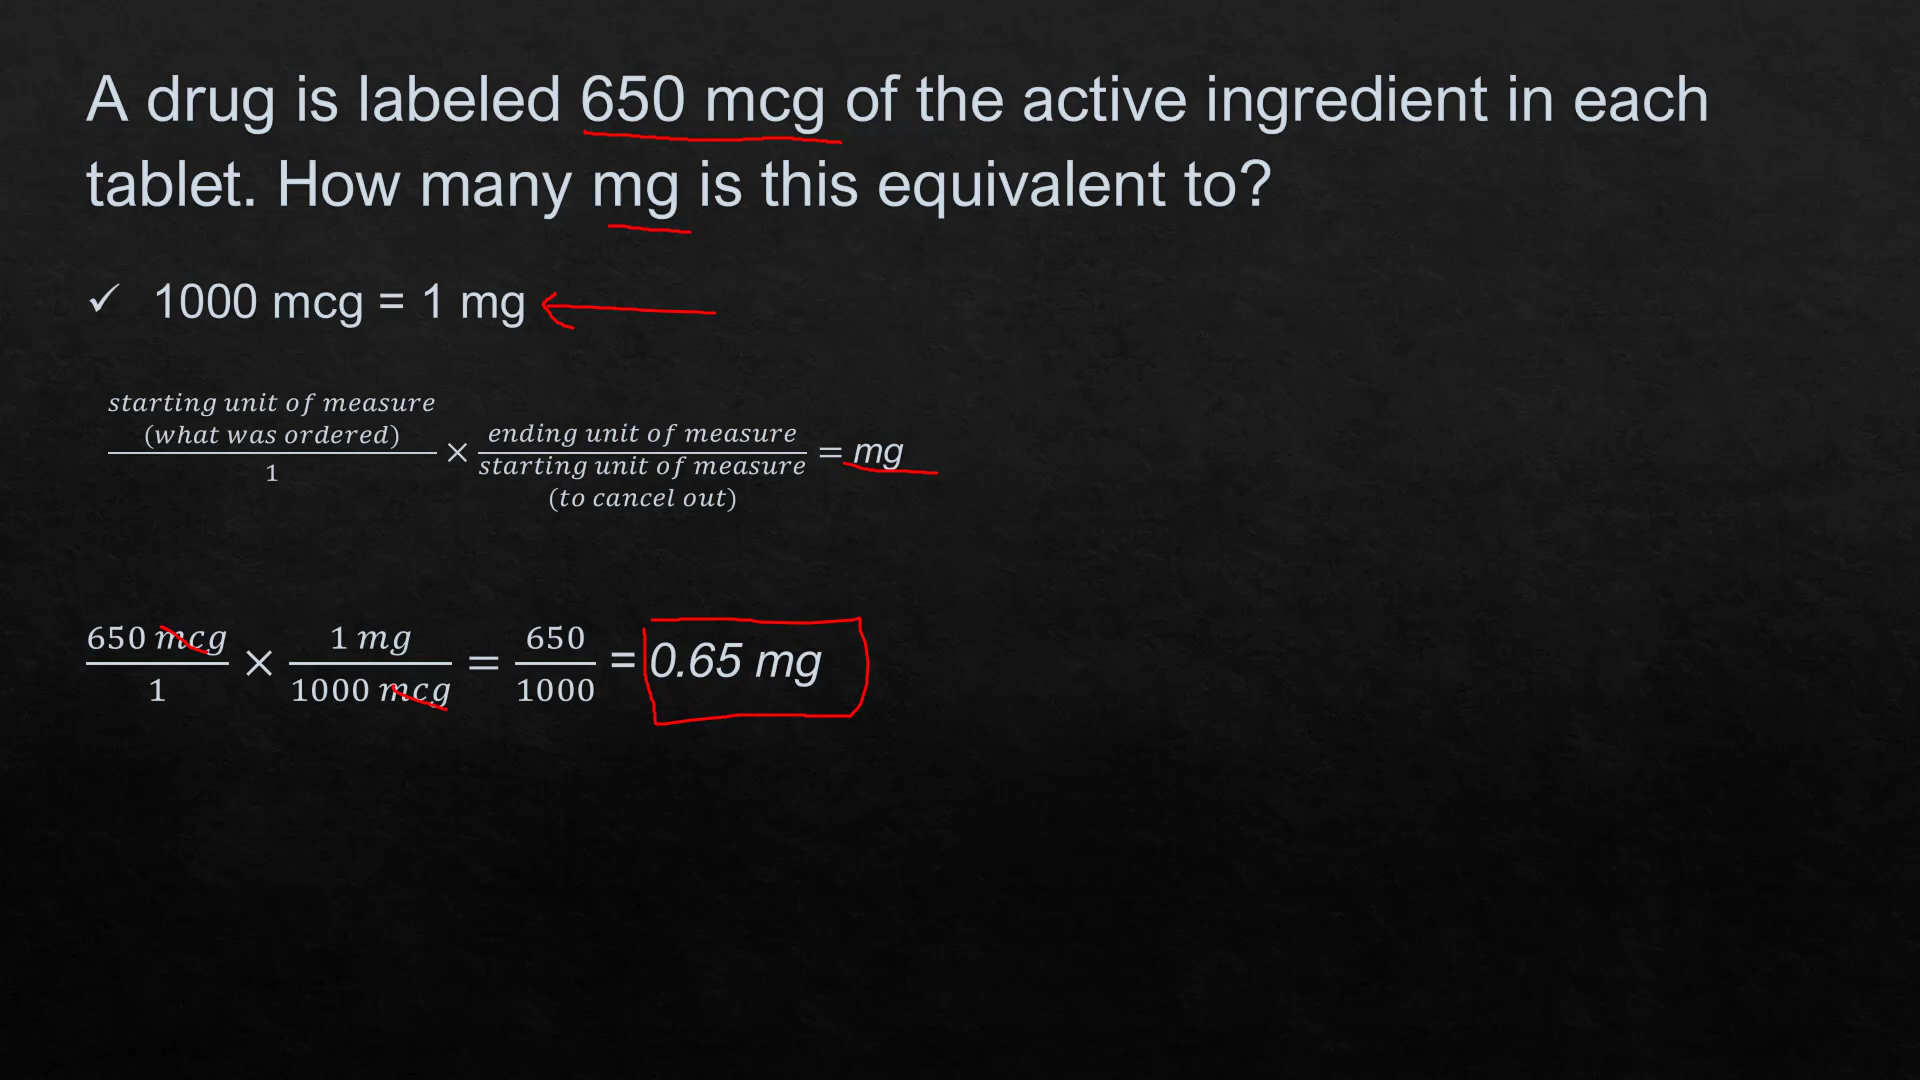 A drug is labeled 650 mcg of the active ingredient in each
tablet. How many mg is this equivalent to?
✓ 1000 mcg = 1 mg
starting unit of measure
(what was ordered)
1
×
ending unit of measure
starting unit of measure
(to cancel out)
= mg
650 mcg / 1 × 1 mg / 1000 mcg = 650 / 1000 = 0.65 mg